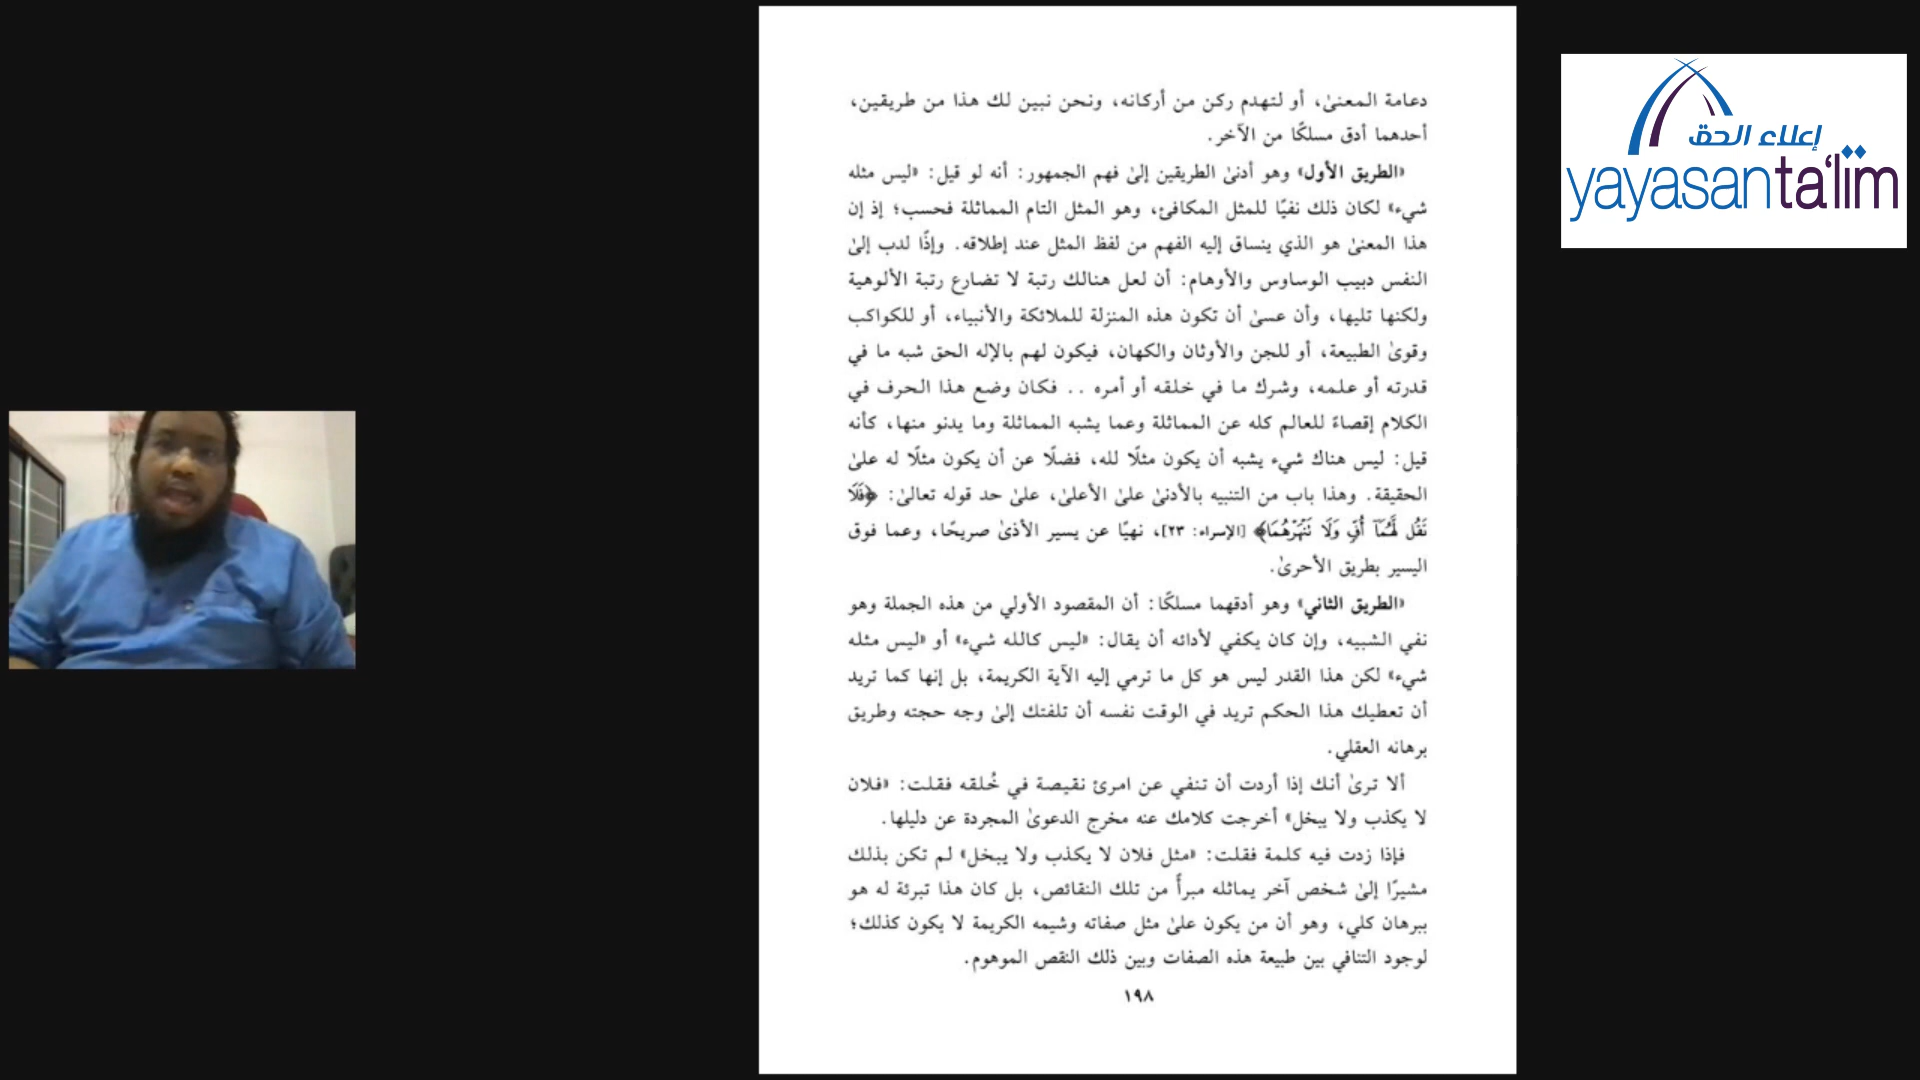 دعامة المعنىٰ، أو لتهدم ركن من أركانه، ونحن نبين لك هذا من طريقين،
أحدهما أدق مسلكًا من الآخر.
«الطريق الأول» وهو أدنىٰ الطريقين إلىٰ فهم الجمهور: أنه لو قيل: «ليس مثله
شيء» لكان ذلك نفيًا للمثل المكافئ، وهو المثل التام المماثلة فحسب؛ إذ إن
هذا المعنىٰ هو الذي ينساق إليه الفهم من لفظ المثل عند إطلاقه. وإذًا لدب إلىٰ
النفس دبيب الوساوس والأوهام: أن لعل هنالك رتبة لا تضارع رتبة الألوهية
ولكنها تليها، وأن عسىٰ أن تكون هذه المنزلة للملائكة والأنبياء، أو للكواكب
وقوىٰ الطبيعة، أو للجن والأوثان والكهان، فيكون لهم بالإله الحق شبه ما في
قدرته أو علمه، وشرك ما في خلقه أو أمره .. فكان وضع هذا الحرف في
الكلام إقصاءً للعالم كله عن المماثلة وعما يشبه المماثلة وما يدنو منها، كأنه
قيل: ليس هناك شيء يشبه أن يكون مثلًا لله، فضلًا عن أن يكون مثلًا له علىٰ
الحقيقة. وهذا باب من التنبيه بالأدنىٰ علىٰ الأعلىٰ، علىٰ حد قوله تعالىٰ: ﴿فَلَا
تَقُل لَّهُمَآ أُفٍّ وَلَا تَنْهَرْهُمَا﴾ [الإسراء: ٢٣]، نهيًا عن يسير الأذىٰ صريحًا، وعما فوق
اليسير بطريق الأحرىٰ.
«الطريق الثاني» وهو أدقهما مسلكًا: أن المقصود الأولي من هذه الجملة وهو
نفي الشبيه، وإن كان يكفي لأدائه أن يقال: «ليس كالله شيء» أو «ليس مثله
شيء» لكن هذا القدر ليس هو كل ما ترمي إليه الآية الكريمة، بل إنها كما تريد
أن تعطيك هذا الحكم تريد في الوقت نفسه أن تلفتك إلىٰ وجه حجته وطريق
برهانه العقلي.
ألا ترىٰ أنك إذا أردت أن تنفي عن امرئ نقيصة في خُلقه فقلت: «فلان
لا يكذب ولا يبخل» أخرجت كلامك عنه مخرج الدعوىٰ المجردة عن دليلها.
فإذا زدت فيه كلمة فقلت: «مثل فلان لا يكذب ولا يبخل» لم تكن بذلك
مشيرًا إلىٰ شخص آخر يماثله مبرأً من تلك النقائص، بل كان هذا تبرئة له هو
ببرهان كلي، وهو أن من يكون علىٰ مثل صفاته وشيمه الكريمة لا يكون كذلك؛
لوجود التنافي بين طبيعة هذه الصفات وبين ذلك النقص الموهوم.
١٩٨
إعلاء الحق
yayasanta'lim